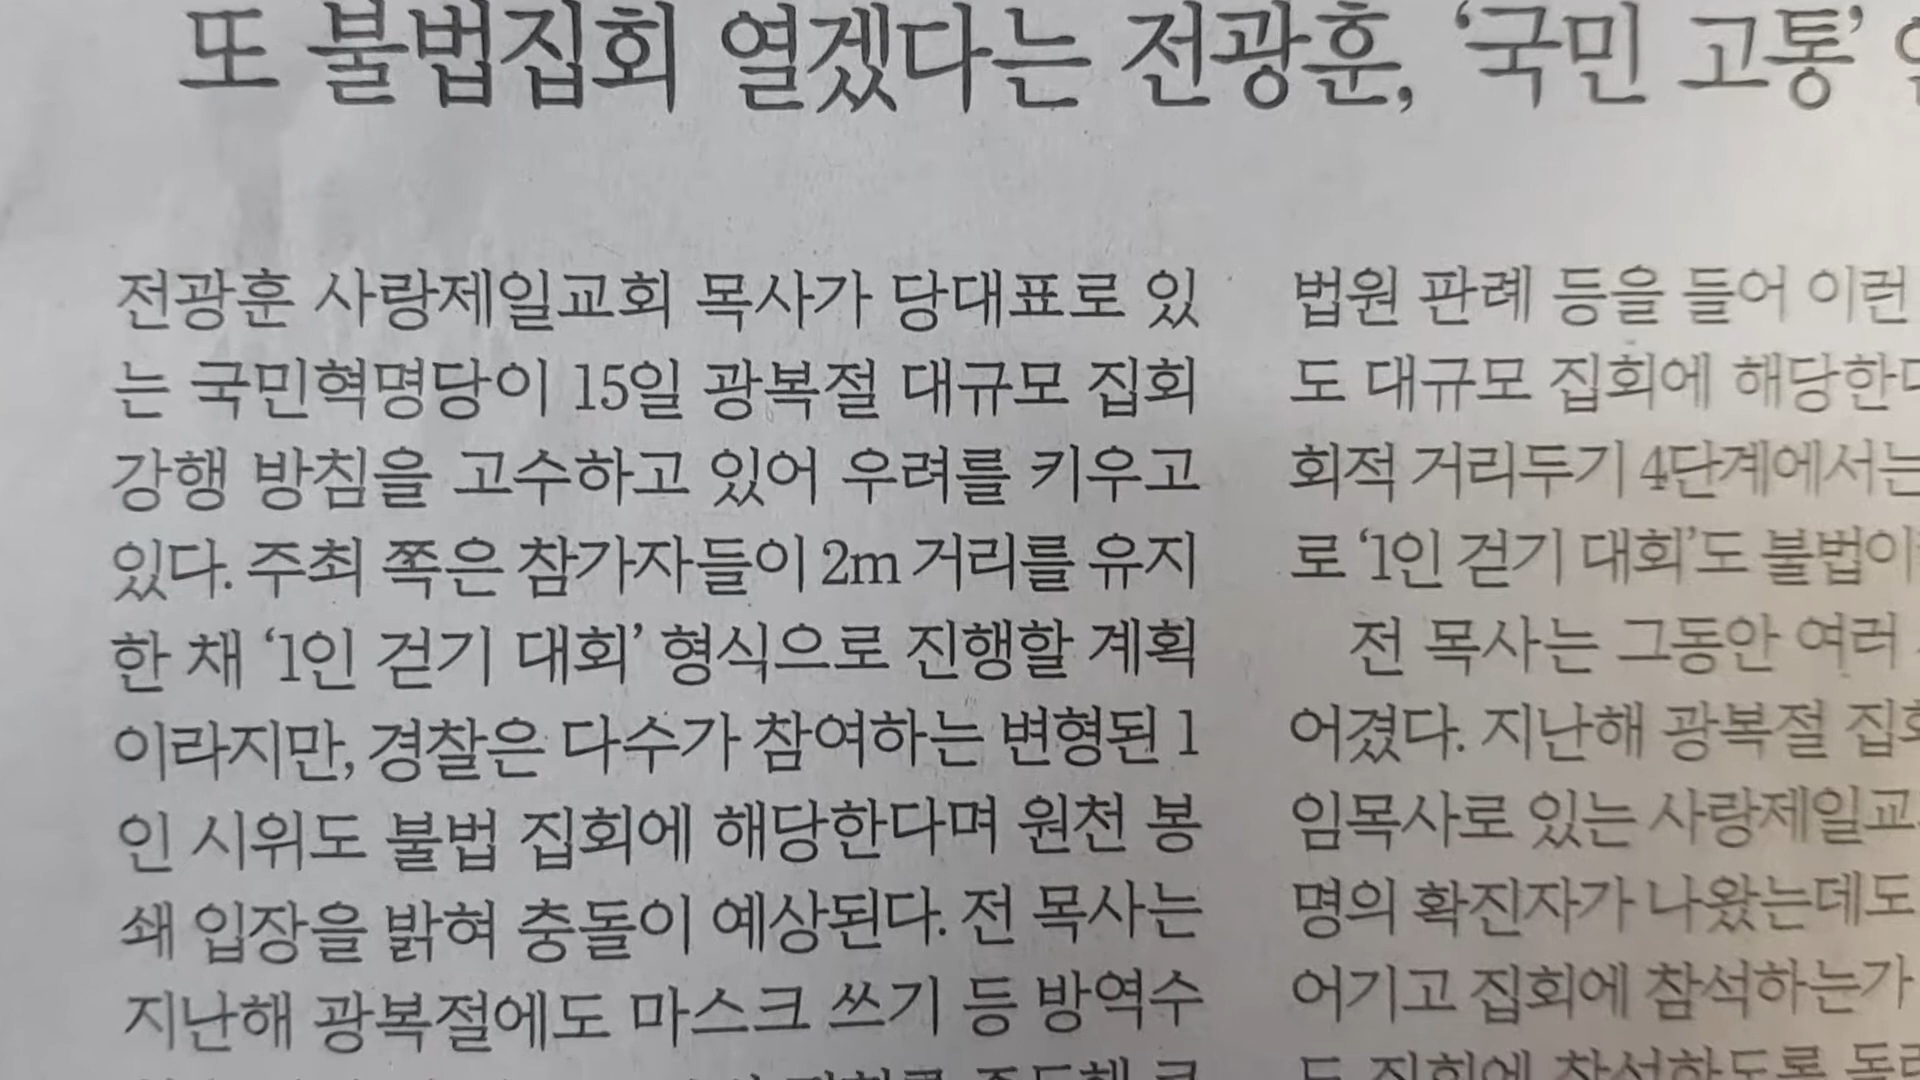 또 불법집회 열겠다는 전광훈, ‘국민 고통’
전광훈 사랑제일교회 목사가 당대표로 있
는 국민혁명당이 15일 광복절 대규모 집회
강행 방침을 고수하고 있어 우려를 키우고
있다. 주최 쪽은 참가자들이 2m 거리를 유지
한 채 ‘1인 걷기 대회’ 형식으로 진행할 계획
이라지만, 경찰은 다수가 참여하는 변형된 1
인 시위도 불법 집회에 해당한다며 원천 봉
쇄 입장을 밝혀 충돌이 예상된다. 전 목사는
지난해 광복절에도 마스크 쓰기 등 방역수
법원 판례 등을 들어 이런
도 대규모 집회에 해당한다
회적 거리두기 4단계에서는
로 ‘1인 걷기 대회’도 불법이
전 목사는 그동안 여러
어겼다. 지난해 광복절 집회
임목사로 있는 사랑제일교
명의 확진자가 나왔는데도
어기고 집회에 참석하는가
도 집회에 참석하도록